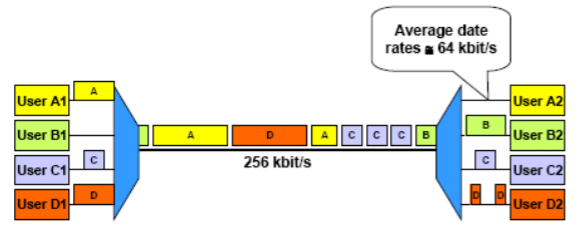 Average date
rates ≅ 64 kbit/s
User A1 A User A2
User B1 A D A C C C B B User B2
256 kbit/s
User C1 C C User C2
User D1 D D D User D2